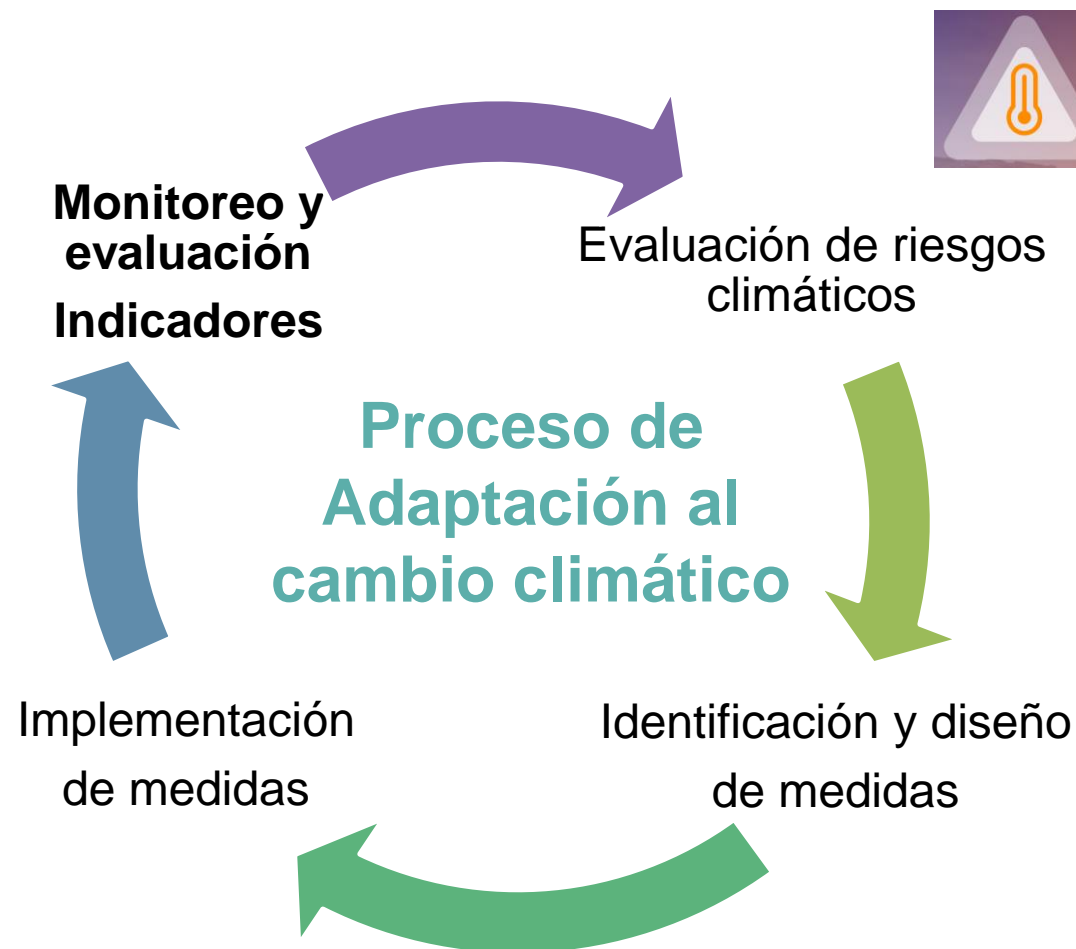 Monitoreo y
evaluación
Indicadores
Evaluación de riesgos
climáticos
Proceso de
Adaptación al
cambio climático
Implementación
de medidas
Identificación y diseño
de medidas